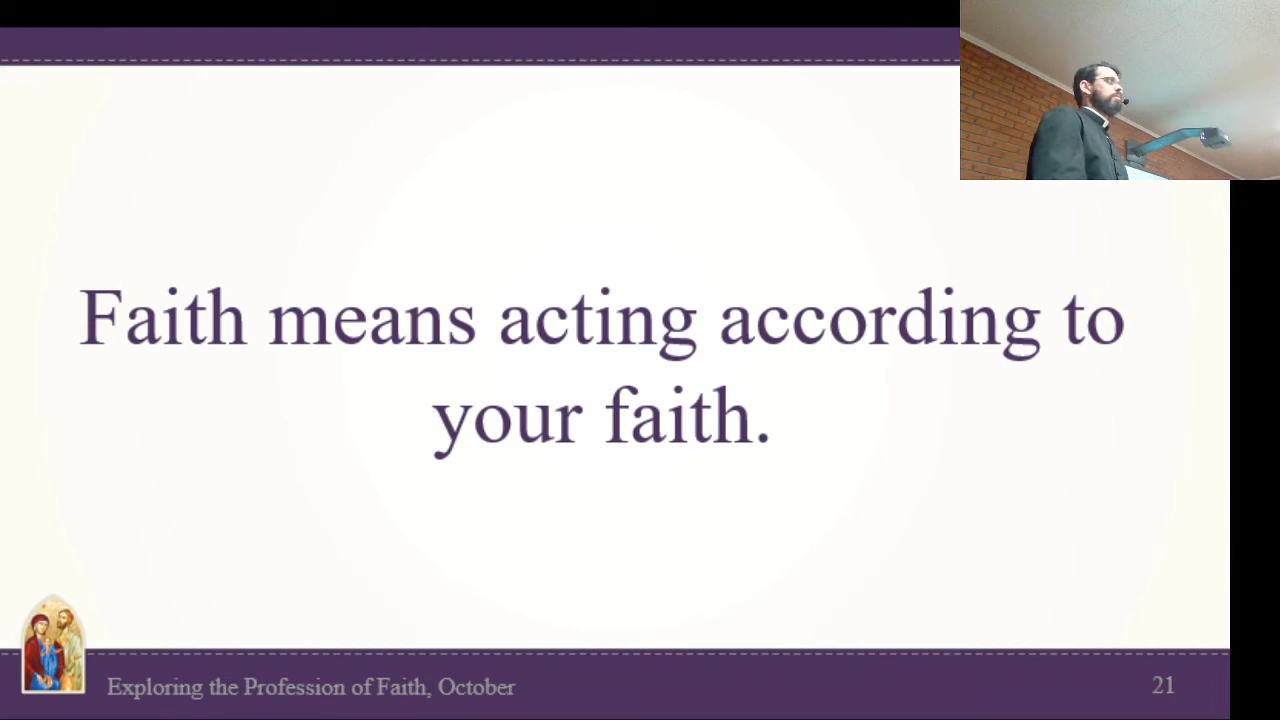 Faith means acting according to
your faith.
Exploring the Profession of Faith, October
21